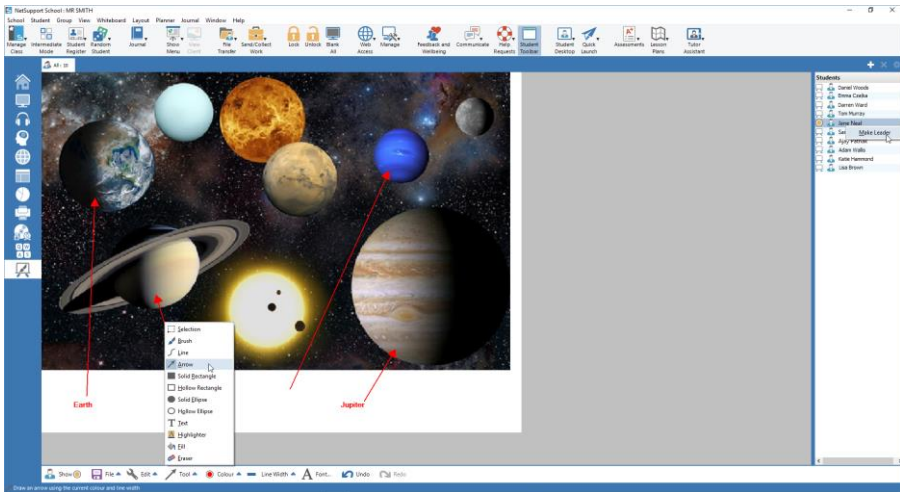 NetSupport School - MR SMITH
School Student Group View Whiteboard Layout Planner Journal Window Help
Manage Class
Intermediate Mode
Student Register
Random Student
Journal
Show Menu
View Client
File Transfer
Send/Collect Work
Lock
Unlock
Blank All
Web Access
Manage
Feedback and Wellbeing
Communicate
Help Requests
Student Toolbar
Student Desktop
Quick Launch
Assessments
Lesson Plans
Tutor Assistant
Students
Daniel Woods
Emma Cooke
Darren Ward
Tom Murray
Jane Neal
Make Leader
Adam Wallis
Katie Hammond
Lisa Brown
Selection
Brush
Line
Arrow
Solid Rectangle
Hollow Rectangle
Solid Ellipse
Hollow Ellipse
Text
Highlighter
Fill
Eraser
Earth
Jupiter
Show File Edit Tool Colour Line Width A Font... Undo Redo
Draw an arrow using the current colour and line width